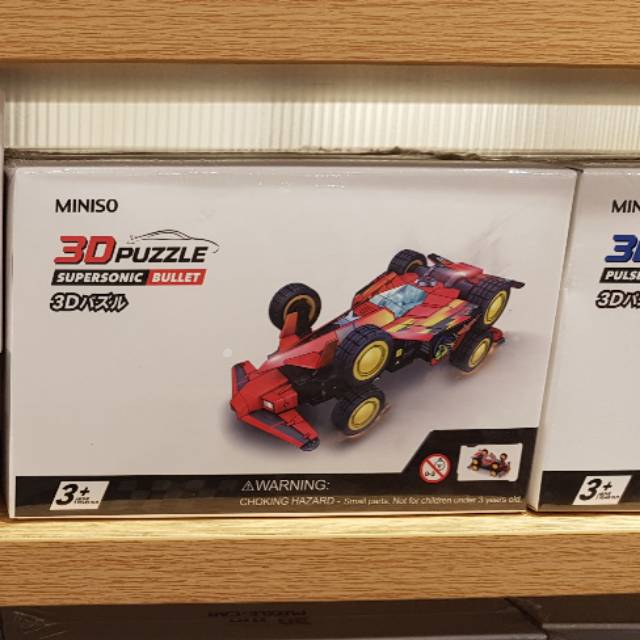 MINISO
3D PUZZLE
SUPERSONIC BULLET
3Dパズル
3+
⚠WARNING:
CHOKING HAZARD - Small parts. Not for children under 3 years old.
MIN
3D
PULS
3Dパ
3+